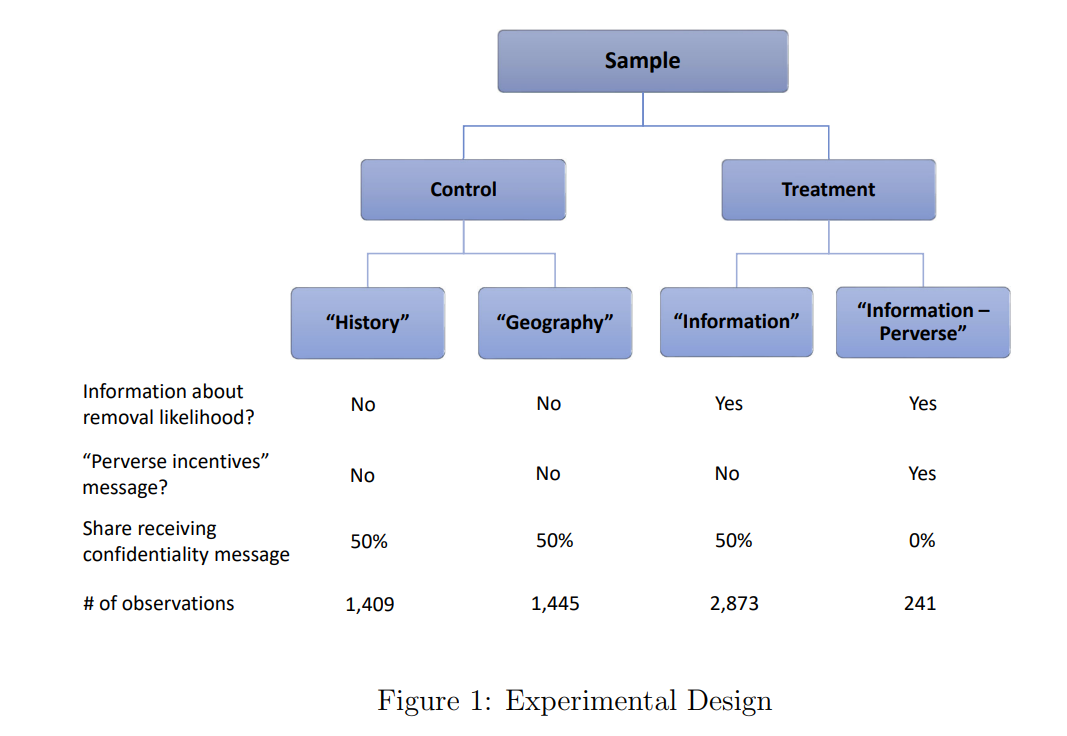 Sample
Control
Treatment
“History”
“Geography”
“Information”
“Information –
Perverse”
Information about
removal likelihood?
No
No
Yes
Yes
“Perverse incentives”
message?
No
No
No
Yes
Share receiving
confidentiality message
50%
50%
50%
0%
# of observations
1,409
1,445
2,873
241
Figure 1: Experimental Design